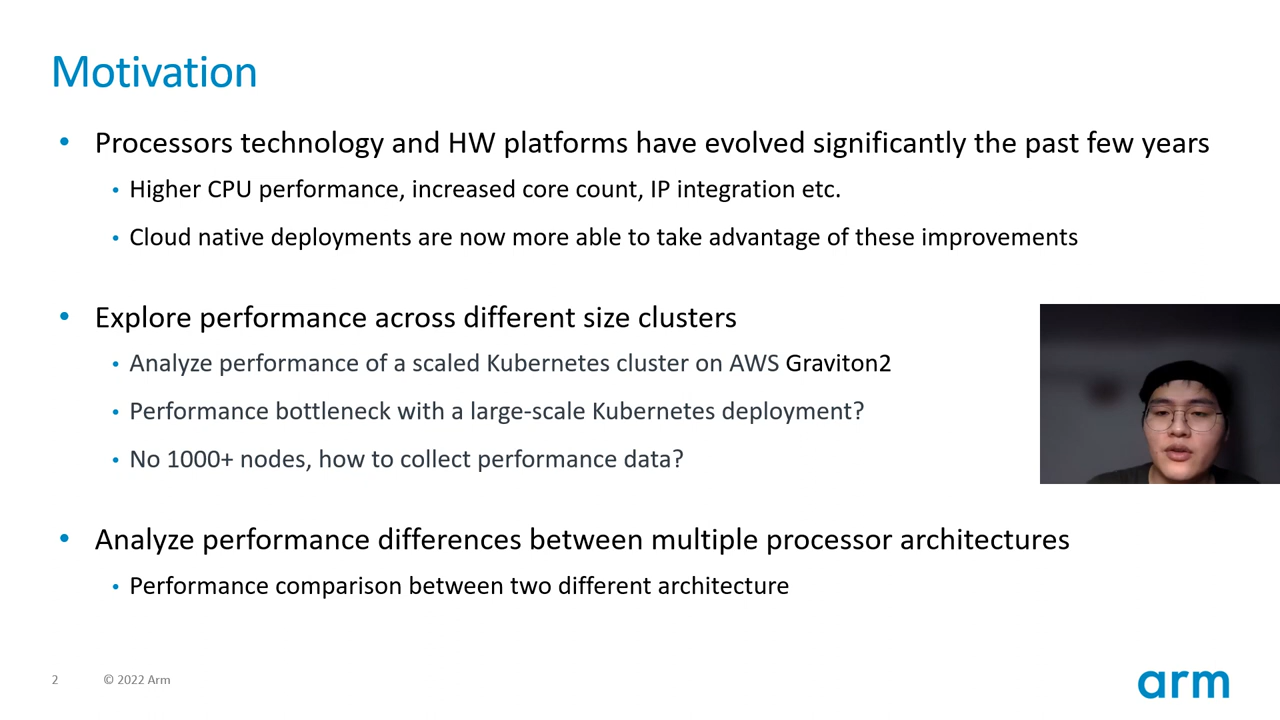 Motivation
• Processors technology and HW platforms have evolved significantly the past few years
• Higher CPU performance, increased core count, IP integration etc.
• Cloud native deployments are now more able to take advantage of these improvements
• Explore performance across different size clusters
• Analyze performance of a scaled Kubernetes cluster on AWS Graviton2
• Performance bottleneck with a large-scale Kubernetes deployment?
• No 1000+ nodes, how to collect performance data?
• Analyze performance differences between multiple processor architectures
• Performance comparison between two different architecture
2 © 2022 Arm
arm